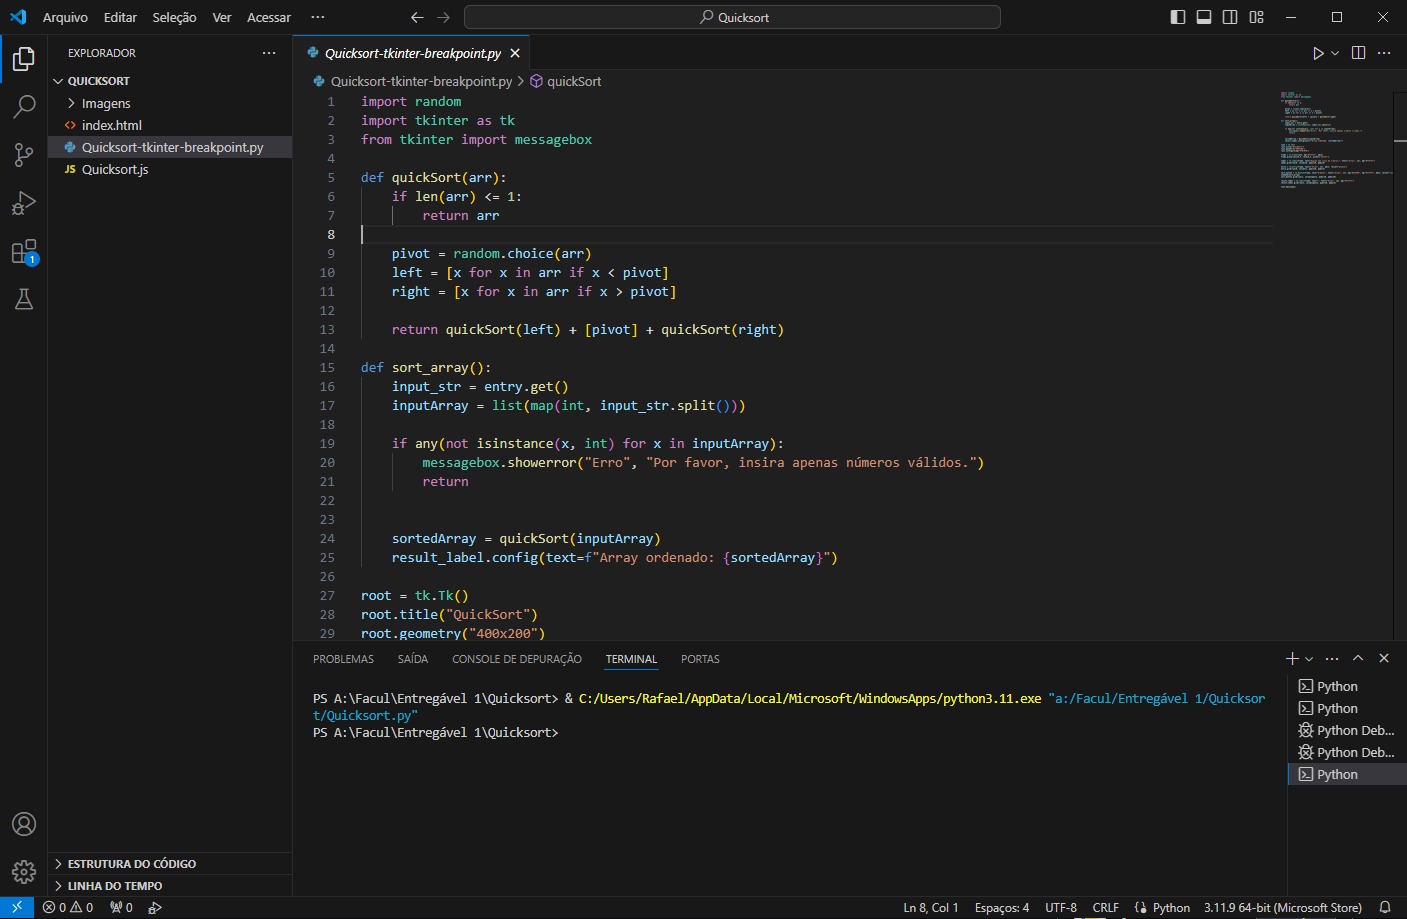 Arquivo Editar Seleção Ver Acessar ··· Quicksort
EXPLORADOR ···
QUICKSORT
Imagens
index.html
Quicksort-tkinter-breakpoint.py
JS Quicksort.js
1
ESTRUTURA DO CÓDIGO
LINHA DO TEMPO
Quicksort-tkinter-breakpoint.py
Quicksort-tkinter-breakpoint.py > quickSort
1 import random
2 import tkinter as tk
3 from tkinter import messagebox
4
5 def quickSort(arr):
6 if len(arr) <= 1:
7 return arr
8
9 pivot = random.choice(arr)
10 left = [x for x in arr if x < pivot]
11 right = [x for x in arr if x > pivot]
12
13 return quickSort(left) + [pivot] + quickSort(right)
14
15 def sort_array():
16 input_str = entry.get()
17 inputArray = list(map(int, input_str.split()))
18
19 if any(not isinstance(x, int) for x in inputArray):
20 messagebox.showerror("Erro", "Por favor, insira apenas números válidos.")
21 return
22
23
24 sortedArray = quickSort(inputArray)
25 result_label.config(text=f"Array ordenado: {sortedArray}")
26
27 root = tk.Tk()
28 root.title("QuickSort")
29 root.geometry("400x200")
PROBLEMAS SAÍDA CONSOLE DE DEPURAÇÃO TERMINAL PORTAS
PS A:\Facul\Entregável 1\Quicksort> & C:/Users/Rafael/AppData/Local/Microsoft/WindowsApps/python3.11.exe "a:/Facul/Entregável 1/Quicksor
t/Quicksort.py"
PS A:\Facul\Entregável 1\Quicksort>
Python
Python
Python Deb...
Python Deb...
Python
0 0 0 Ln 8, Col 1 Espaços: 4 UTF-8 CRLF Python 3.11.9 64-bit (Microsoft Store)